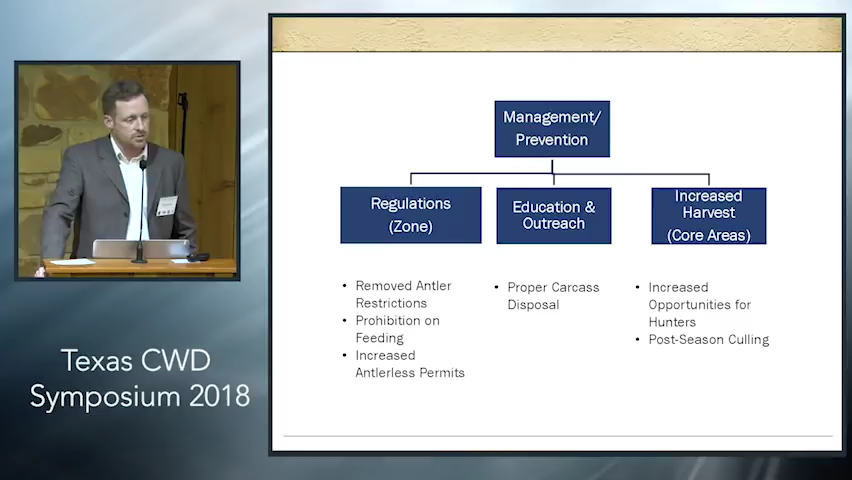 Management/
Prevention
Regulations
(Zone)
Education &
Outreach
Increased
Harvest
(Core Areas)
• Removed Antler
Restrictions
• Prohibition on
Feeding
• Increased
Antlerless Permits
• Proper Carcass
Disposal
• Increased
Opportunities for
Hunters
• Post-Season Culling
Texas CWD
Symposium 2018